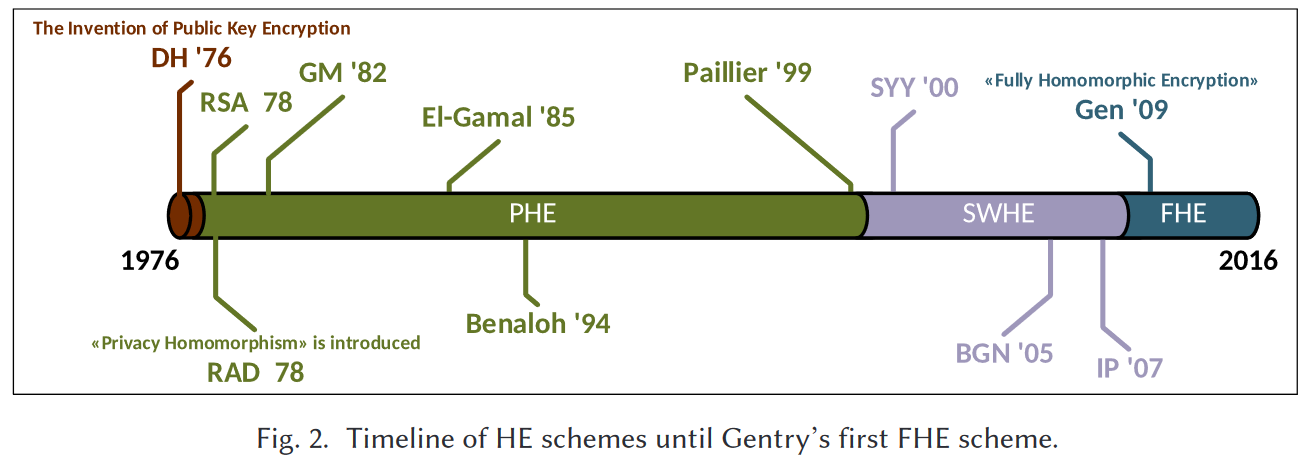 The Invention of Public Key Encryption
DH '76
RSA 78
GM '82
El-Gamal '85
Paillier '99
SYY '00
«Fully Homomorphic Encryption»
Gen '09
PHE
SWHE
FHE
1976
2016
«Privacy Homomorphism» is introduced
RAD 78
Benaloh '94
BGN '05
IP '07
Fig. 2. Timeline of HE schemes until Gentry's first FHE scheme.